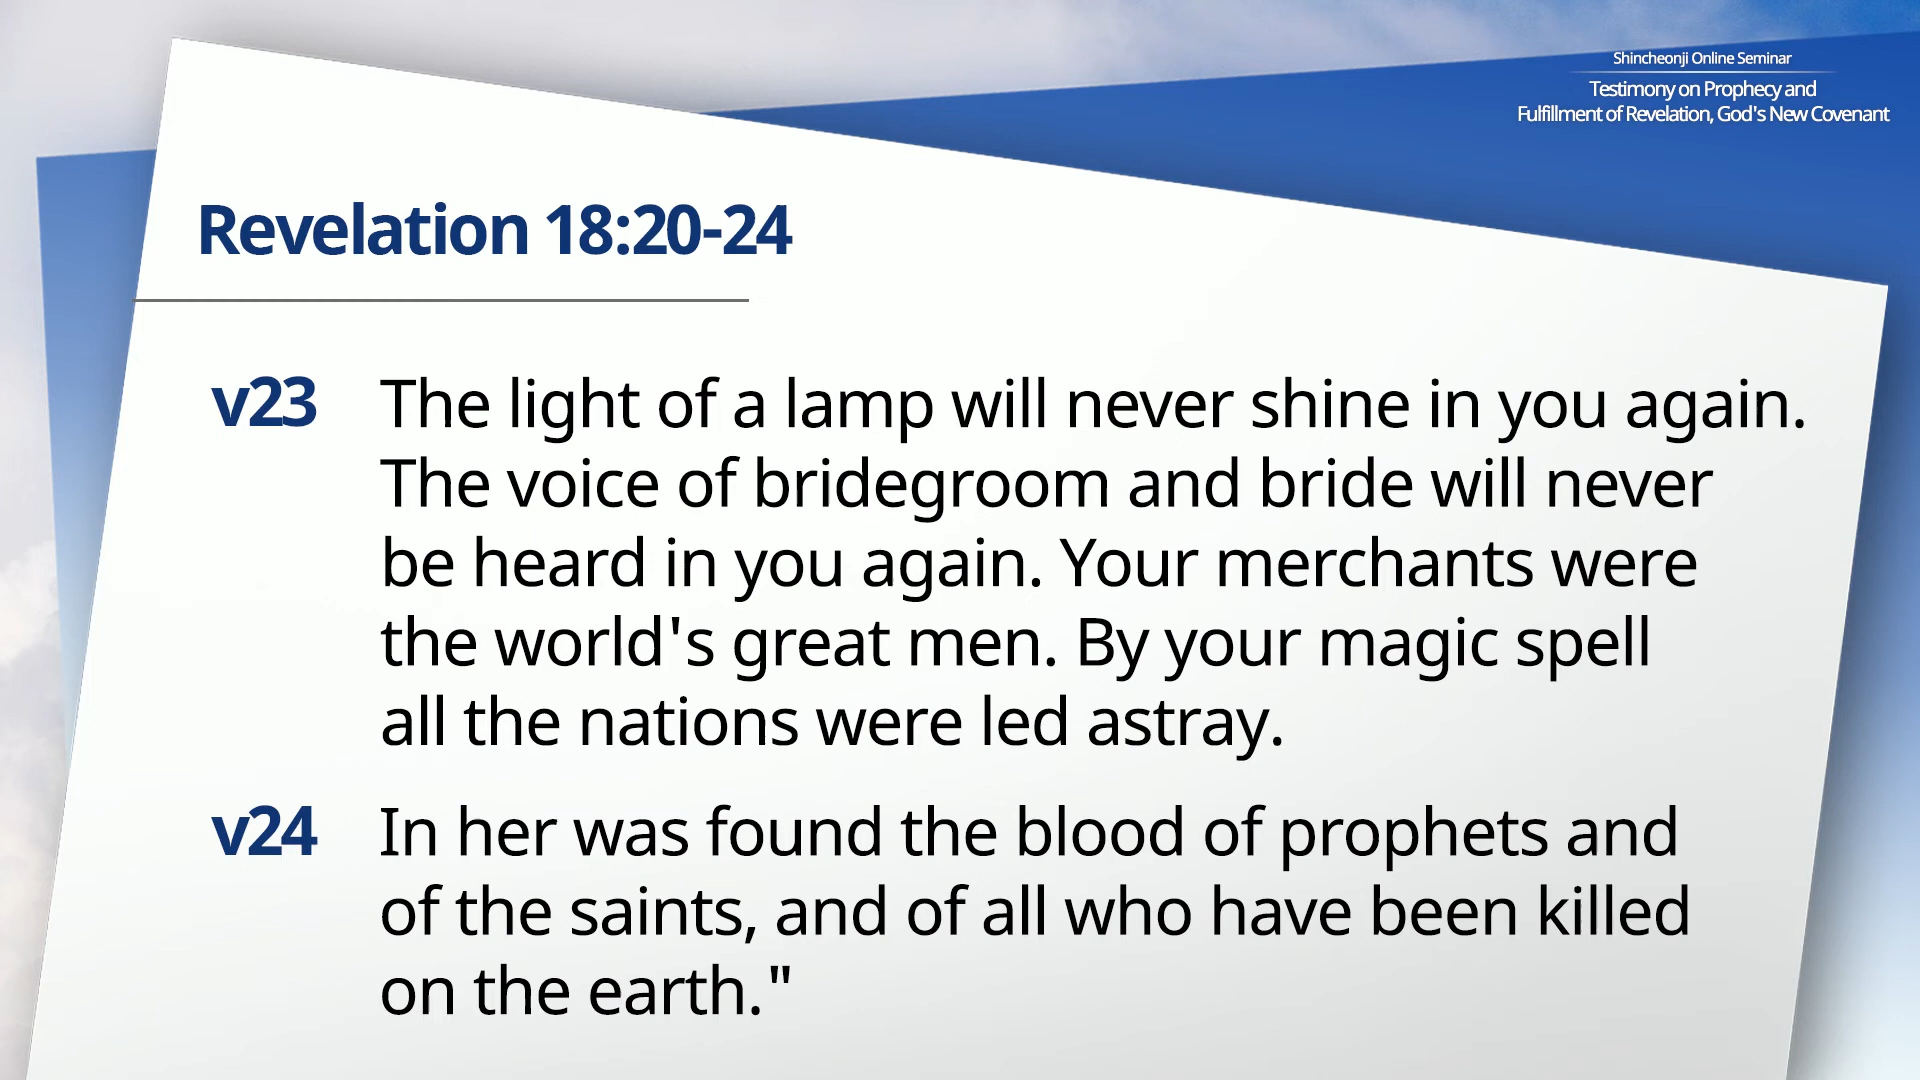 Shincheonji Online Seminar
Testimony on Prophecy and
Fulfillment of Revelation, God's New Covenant
Revelation 18:20-24
v23 The light of a lamp will never shine in you again.
The voice of bridegroom and bride will never
be heard in you again. Your merchants were
the world's great men. By your magic spell
all the nations were led astray.
v24 In her was found the blood of prophets and
of the saints, and of all who have been killed
on the earth."